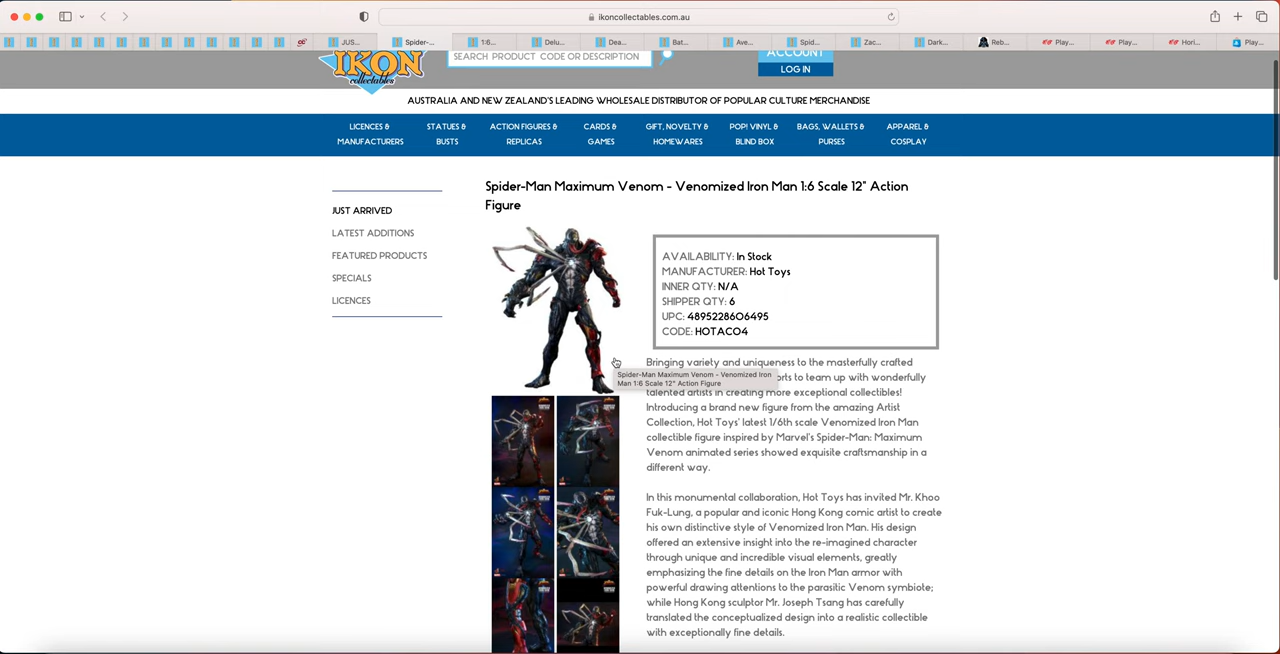 ikoncollectables.com.au
JUS...
Spider-...
1:6...
Delu...
Dea...
Bat...
Ave...
Spid...
Zac...
Dark...
Reb...
Play...
Play...
Hori...
Play...
IKON
collectables
SEARCH PRODUCT CODE OR DESCRIPTION
ACCOUNT
LOG IN
AUSTRALIA AND NEW ZEALAND'S LEADING WHOLESALE DISTRIBUTOR OF POPULAR CULTURE MERCHANDISE
LICENCES &
MANUFACTURERS
STATUES &
BUSTS
ACTION FIGURES &
REPLICAS
CARDS &
GAMES
GIFT, NOVELTY &
HOMEWARES
POP! VINYL &
BLIND BOX
BAGS, WALLETS &
PURSES
APPAREL &
COSPLAY
JUST ARRIVED
LATEST ADDITIONS
FEATURED PRODUCTS
SPECIALS
LICENCES
Spider-Man Maximum Venom - Venomized Iron Man 1:6 Scale 12" Action
Figure
AVAILABILITY: In Stock
MANUFACTURER: Hot Toys
INNER QTY: N/A
SHIPPER QTY: 6
UPC: 4895228606495
CODE: HOTAC04
Bringing variety and uniqueness to the masterfully crafted
orts to team up with wonderfully
talented artists in creating more exceptional collectibles!
Introducing a brand new figure from the amazing Artist
Collection, Hot Toys' latest 1/6th scale Venomized Iron Man
collectible figure inspired by Marvel's Spider-Man: Maximum
Venom animated series showed exquisite craftsmanship in a
different way.
In this monumental collaboration, Hot Toys has invited Mr. Khoo
Fuk-Lung, a popular and iconic Hong Kong comic artist to create
his own distinctive style of Venomized Iron Man. His design
offered an extensive insight into the re-imagined character
through unique and incredible visual elements, greatly
emphasizing the fine details on the Iron Man armor with
powerful drawing attentions to the parasitic Venom symbiote;
while Hong Kong sculptor Mr. Joseph Tsang has carefully
translated the conceptualized design into a realistic collectible
with exceptionally fine details.
Spider-Man Maximum Venom - Venomized Iron
Man 1:6 Scale 12" Action Figure